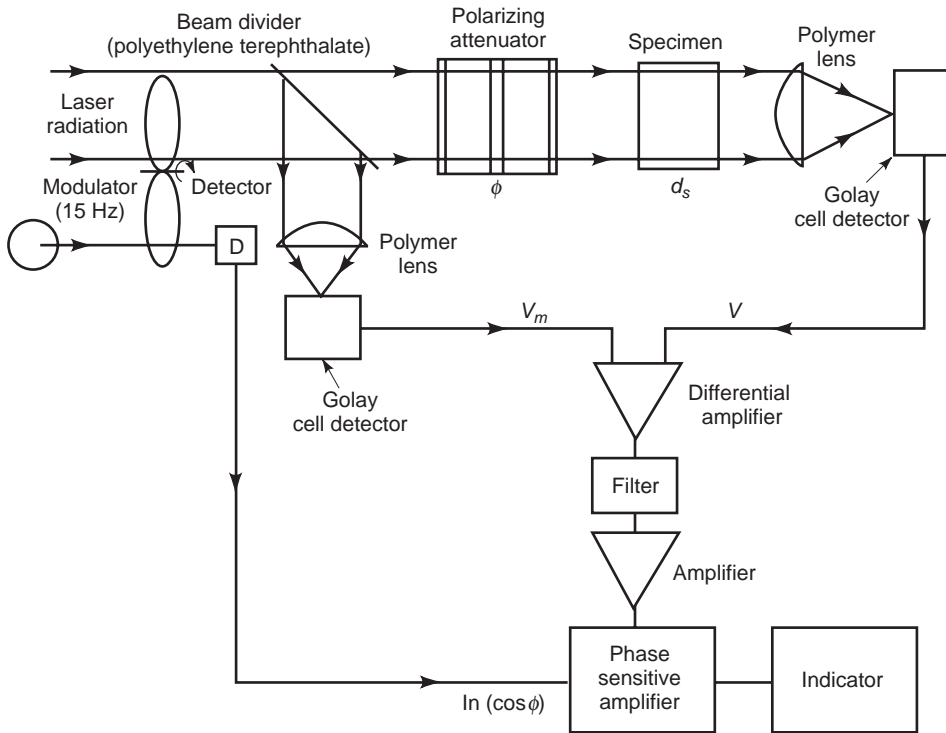 Beam divider
(polyethylene terephthalate)
Polarizing
attenuator
Specimen
Polymer
lens
Laser
radiation
Modulator
(15 Hz)
Detector
ϕ
d_s
Golay
cell detector
D
Polymer
lens
V_m
V
Golay
cell detector
Differential
amplifier
Filter
Amplifier
Phase
sensitive
amplifier
Indicator
In (cos ϕ)